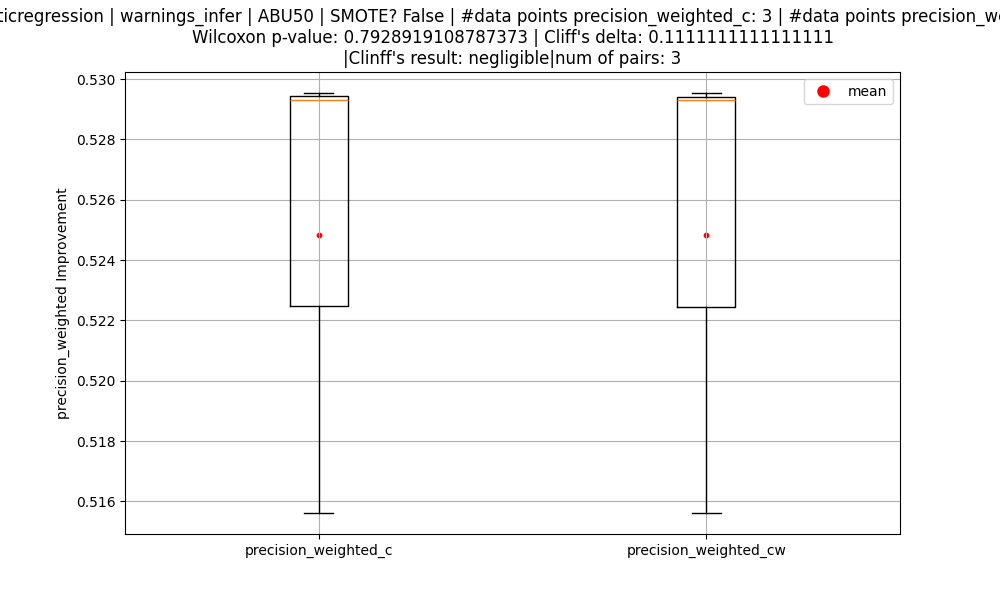 | warnings_infer | ABU50 | SMOTE? False | #data points precision_weighted_c: 3 | #data points
Wilcoxon p-value: 0.7928919108787373 | Cliff's delta: 0.1111111111111111
|Clinff's result: negligible|num of pairs: 3
mean
0.530
0.528
0.526
0.524
0.522
0.520
0.518
0.516
precision_weighted Improvement
precision_weighted_c
precision_weighted_cw